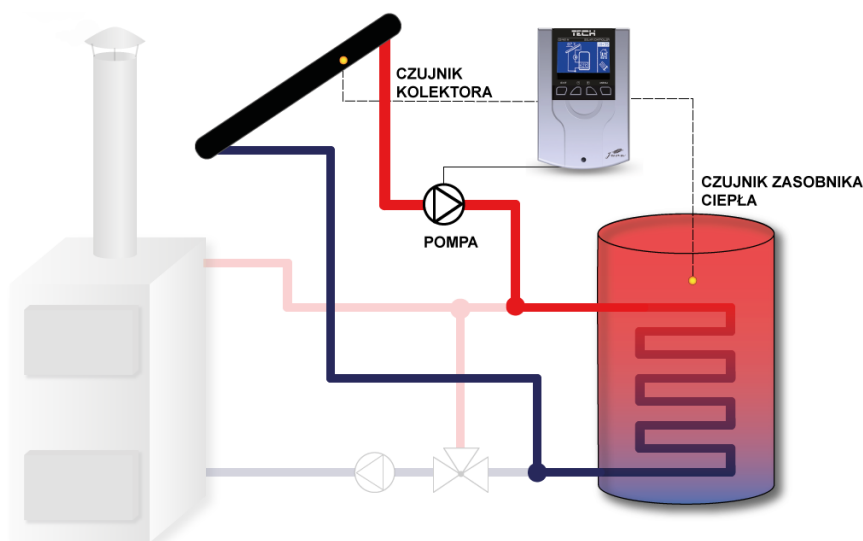 CZUJNIK
KOLEKTORA
TECH
CZUJNIK ZASOBNIKA
CIEPŁA
POMPA